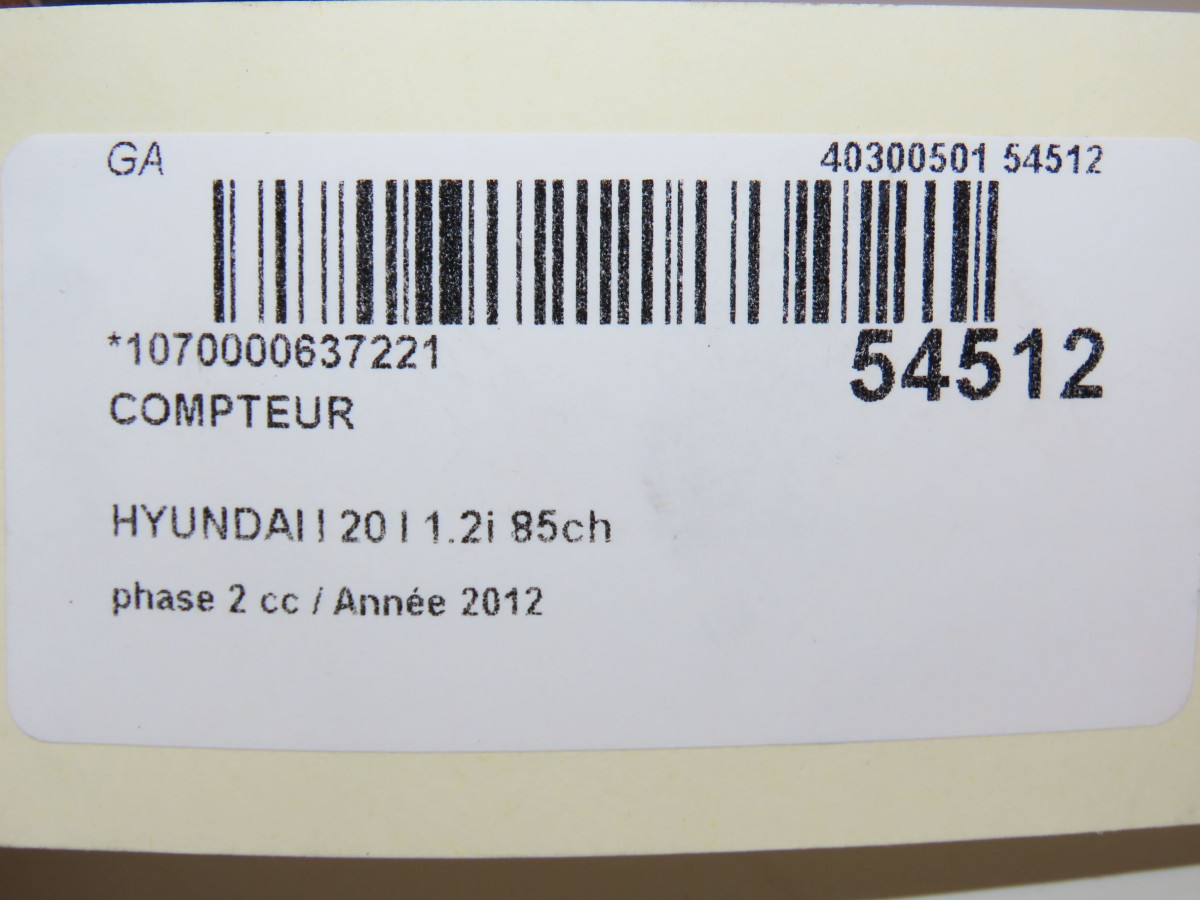 GA 40300501 54512
*1070000637221 54512
COMPTEUR
HYUNDAI I 20 I 1.2i 85ch
phase 2 cc / Année 2012